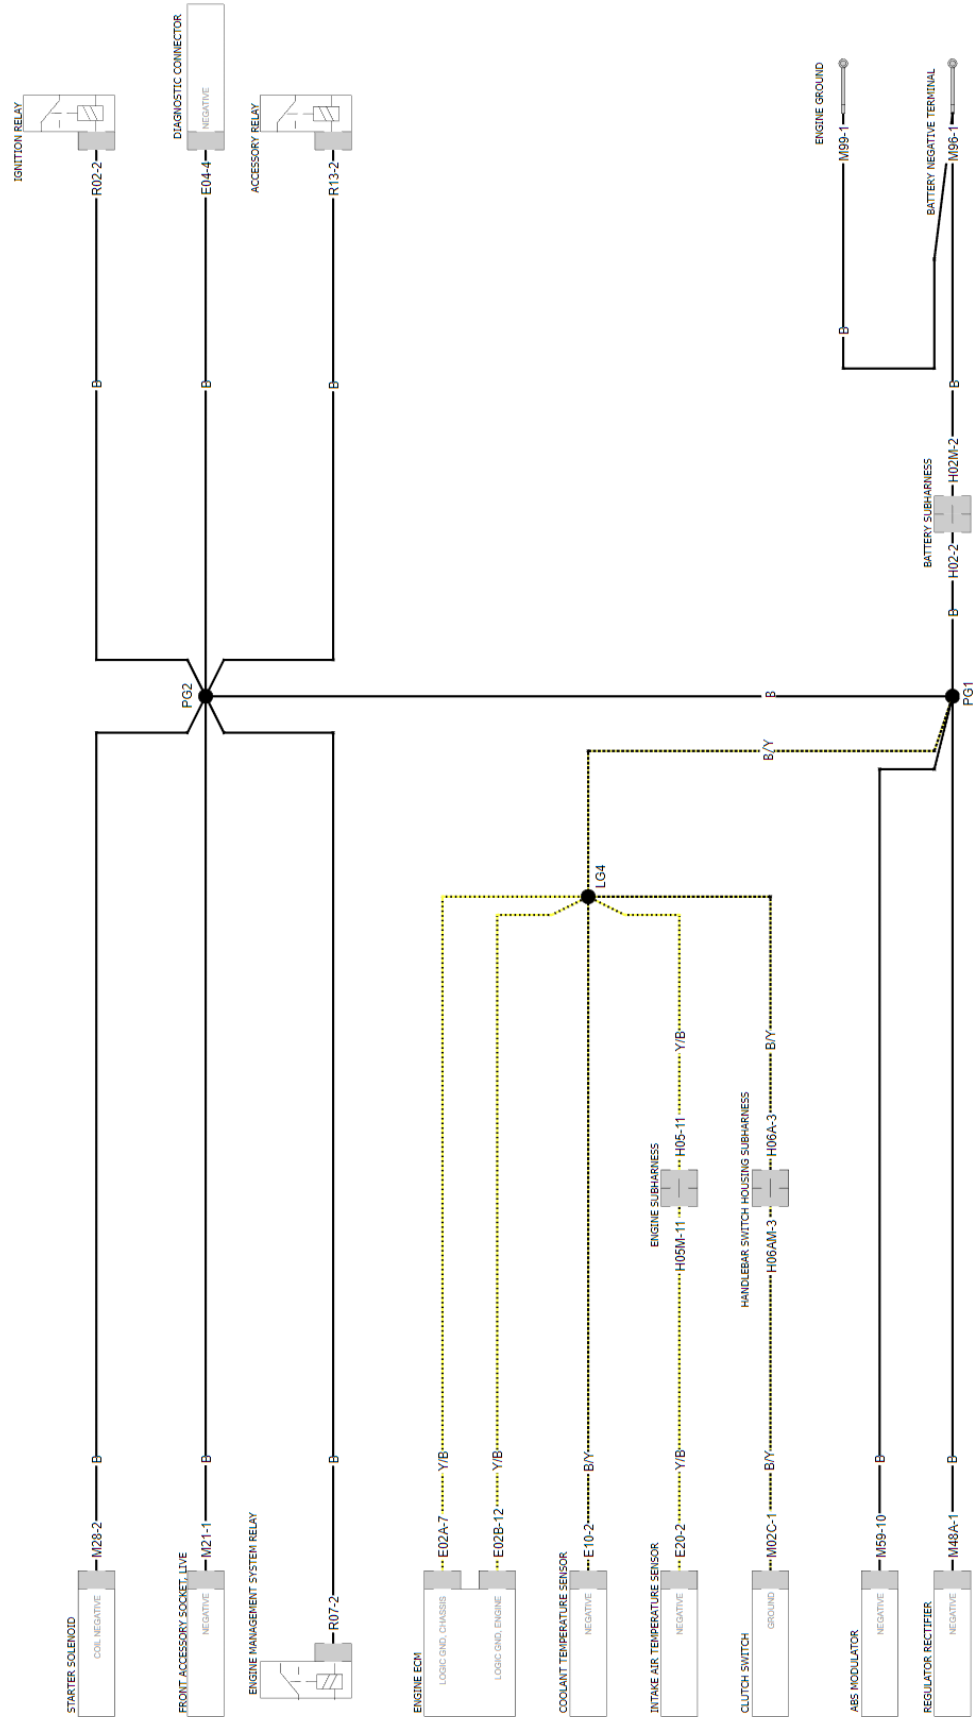 IGNITION RELAY
R02-2
B
DIAGNOSTIC CONNECTOR
NEGATIVE
E04-4
B
ACCESSORY RELAY
R13-2
B
ENGINE GROUND
M99-1
B
BATTERY NEGATIVE TERMINAL
M96-1
B
H02M-2
BATTERY SUBHARNESS
H02-2
B
PG2
PG1
B
B/Y
LG4
Y/B
B/Y
H05-11
ENGINE SUBHARNESS
H05M-11
H06A-3
HANDLEBAR SWITCH HOUSING SUBHARNESS
H06AM-3
B
M28-2
STARTER SOLENOID
COIL NEGATIVE
B
M21-1
FRONT ACCESSORY SOCKET, LIVE
NEGATIVE
B
R07-2
ENGINE MANAGEMENT SYSTEM RELAY
Y/B
E02A-7
ENGINE ECM
LOGIC GND, CHASSIS
Y/B
E02B-12
LOGIC GND, ENGINE
B/Y
E10-2
COOLANT TEMPERATURE SENSOR
NEGATIVE
Y/B
E20-2
INTAKE AIR TEMPERATURE SENSOR
NEGATIVE
B/Y
M02C-1
CLUTCH SWITCH
GROUND
B
M59-10
ABS MODULATOR
NEGATIVE
B
M48A-1
REGULATOR RECTIFIER
NEGATIVE